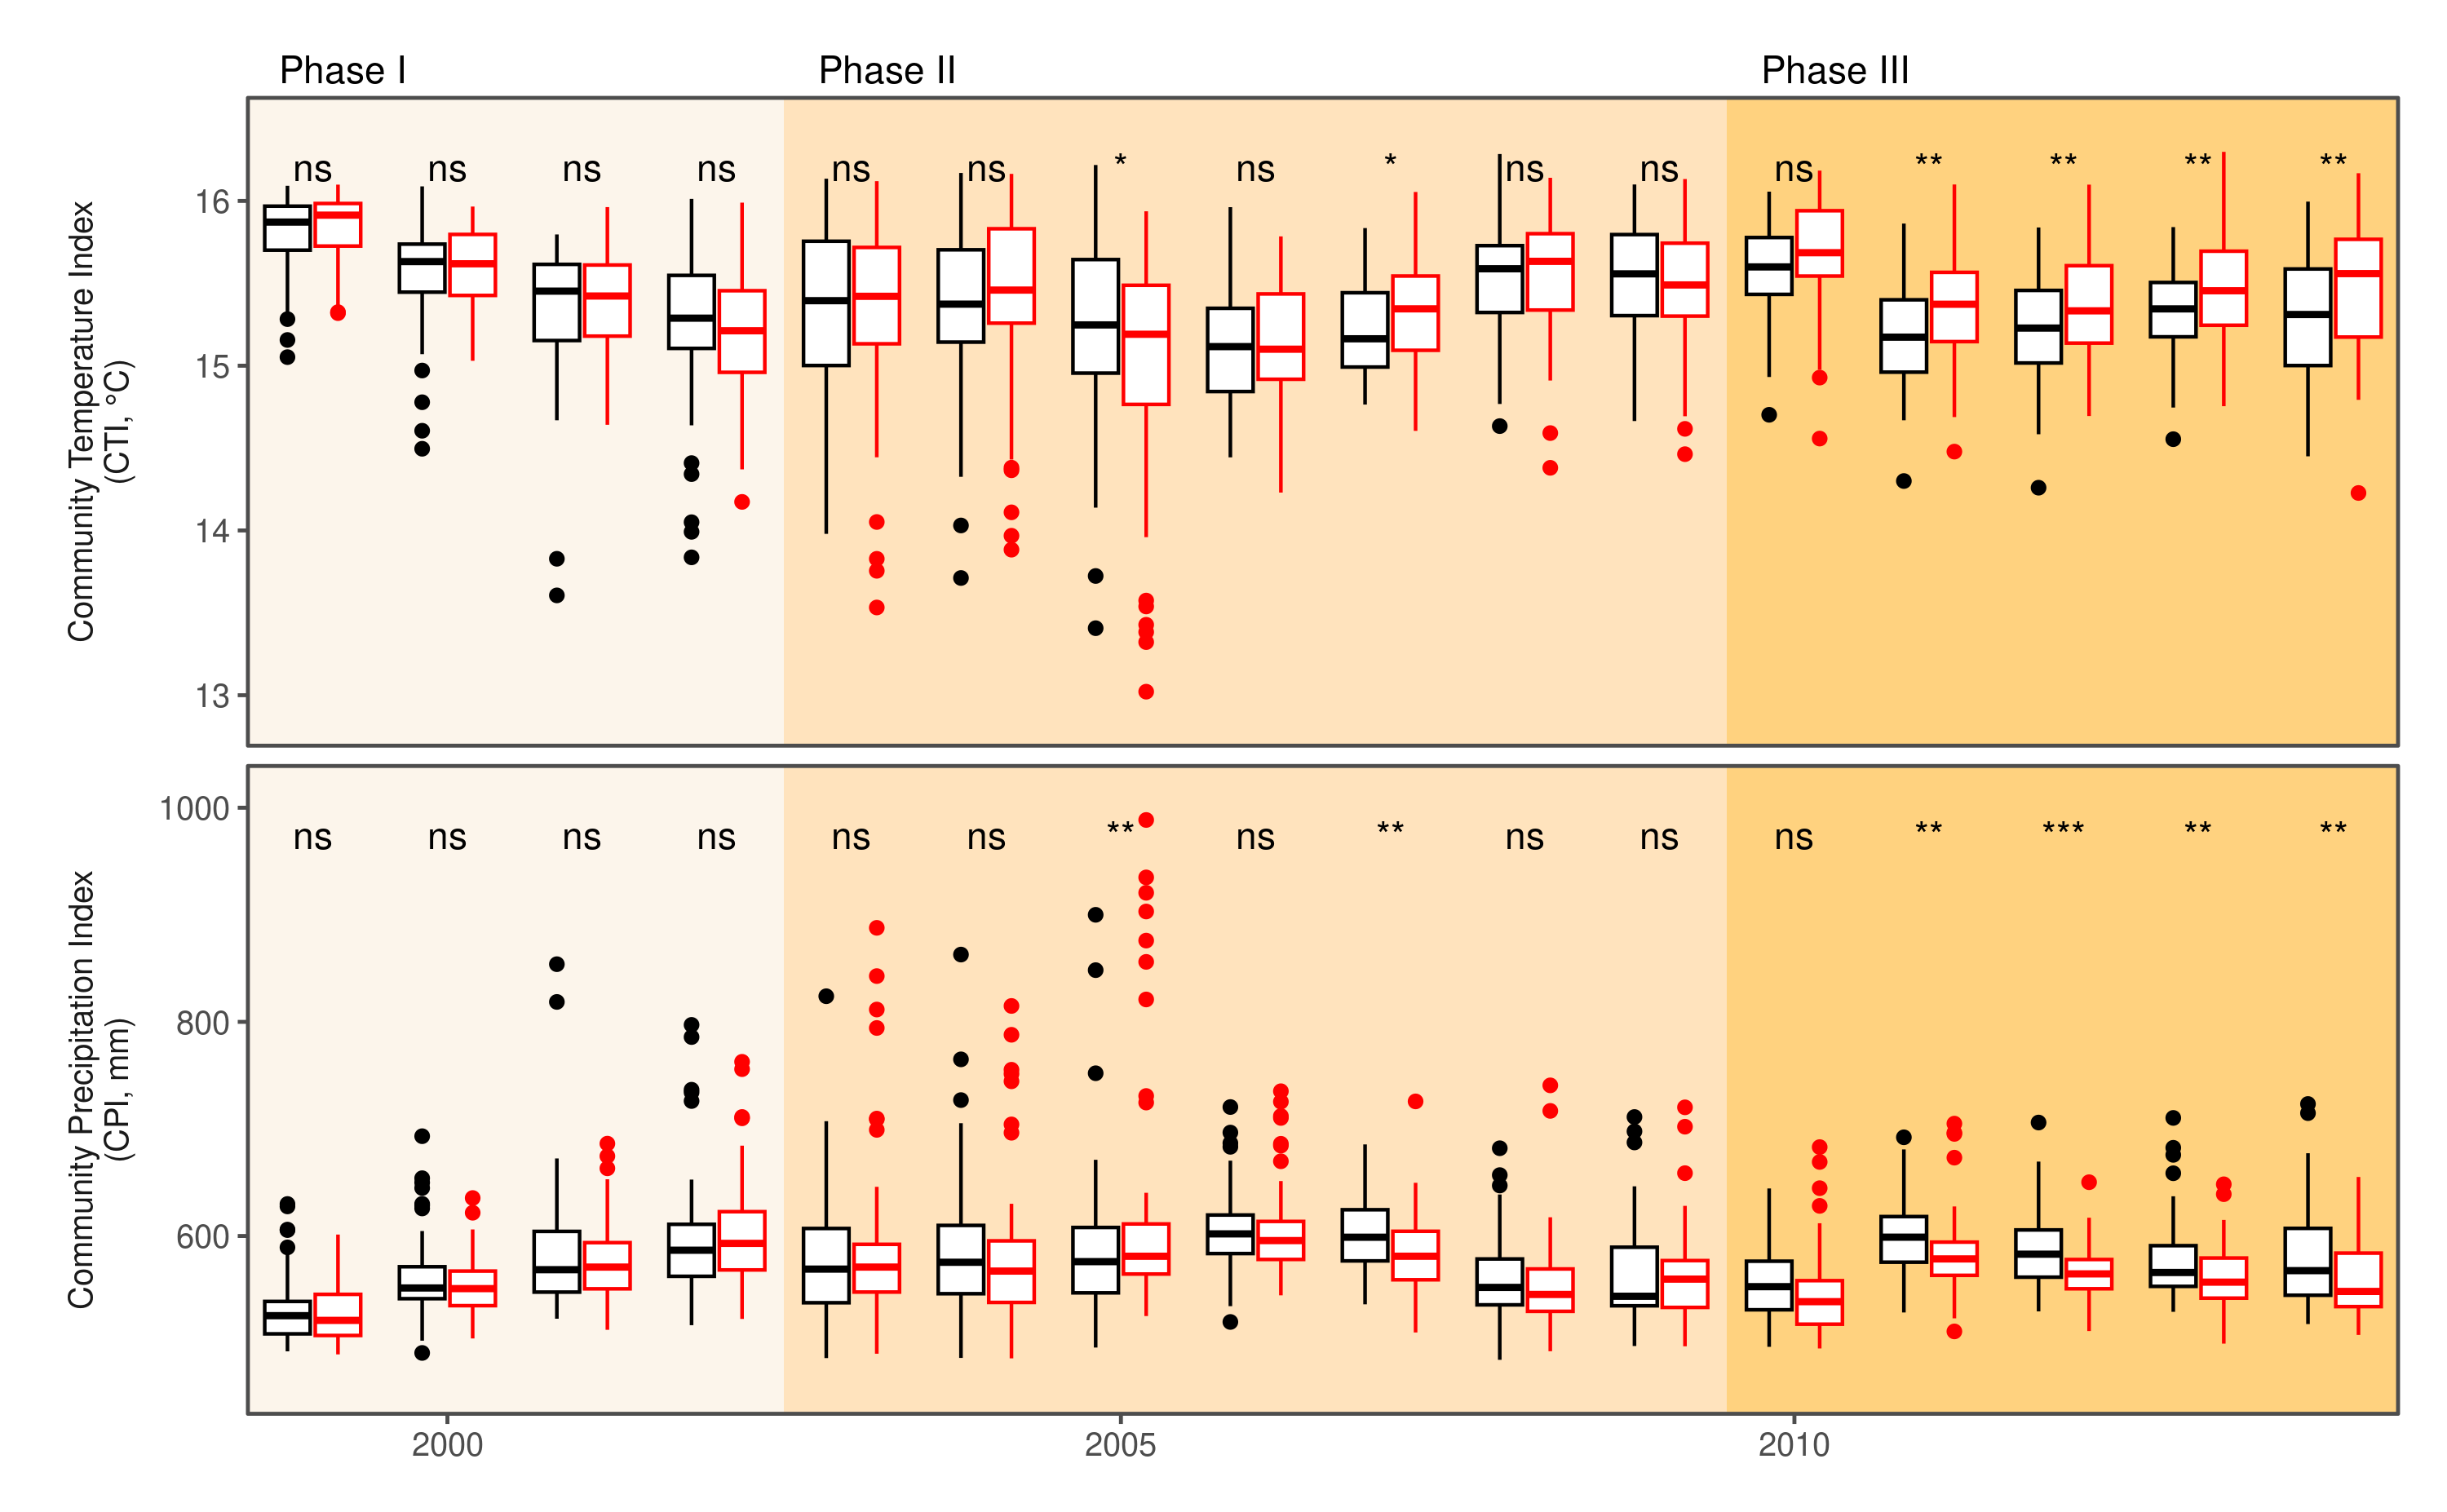 Phase I Phase II Phase III
ns ns ns ns ns ns * ns * ns ns ns ** ** ** **
16
15
14
13
Community Temperature Index
(CTI, °C)
ns ns ns ns ns ns ** ns ** ns ns ns ** *** ** **
1000
800
600
Community Precipitation Index
(CPI, mm)
2000 2005 2010